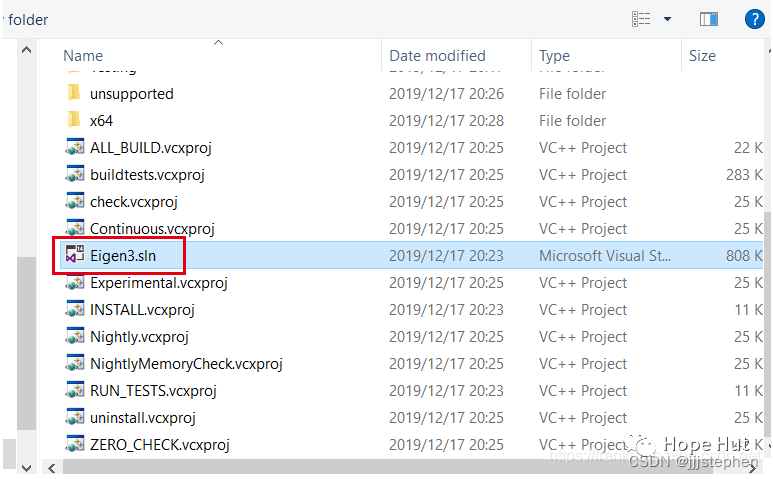 folder
?
Name Date modified Type Size
unsupported 2019/12/17 20:26 File folder
x64 2019/12/17 20:28 File folder
ALL_BUILD.vcxproj 2019/12/17 20:25 VC++ Project 22 K
buildtests.vcxproj 2019/12/17 20:25 VC++ Project 283 K
check.vcxproj 2019/12/17 20:25 VC++ Project 25 K
Continuous.vcxproj 2019/12/17 20:25 VC++ Project 25 K
Eigen3.sln 2019/12/17 20:23 Microsoft Visual St... 808 K
Experimental.vcxproj 2019/12/17 20:25 VC++ Project 25 K
INSTALL.vcxproj 2019/12/17 20:23 VC++ Project 11 K
Nightly.vcxproj 2019/12/17 20:25 VC++ Project 25 K
NightlyMemoryCheck.vcxproj 2019/12/17 20:25 VC++ Project 25 K
RUN_TESTS.vcxproj 2019/12/17 20:23 VC++ Project 11 K
uninstall.vcxproj 2019/12/17 20:25 VC++ Project 25 K
ZERO_CHECK.vcxproj 2019/12/17 20:25 VC++ Project
Hope Hut
CSDN @jjjstephen